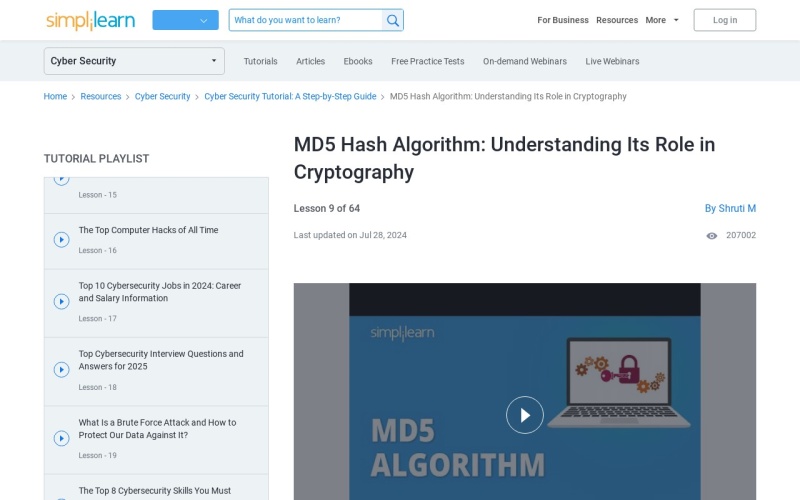 simplilearn
What do you want to learn?
For Business
Resources
More
Log in
Cyber Security
Tutorials
Articles
Ebooks
Free Practice Tests
On-demand Webinars
Live Webinars
Home
Resources
Cyber Security
Cyber Security Tutorial: A Step-by-Step Guide
MD5 Hash Algorithm: Understanding Its Role in Cryptography
TUTORIAL PLAYLIST
Lesson - 15
The Top Computer Hacks of All Time
Lesson - 16
Top 10 Cybersecurity Jobs in 2024: Career
and Salary Information
Lesson - 17
Top Cybersecurity Interview Questions and
Answers for 2025
Lesson - 18
What Is a Brute Force Attack and How to
Protect Our Data Against It?
Lesson - 19
The Top 8 Cybersecurity Skills You Must
MD5 Hash Algorithm: Understanding Its Role in
Cryptography
Lesson 9 of 64
By Shruti M
Last updated on Jul 28, 2024
207002
simplilearn
MD5
ALGORITHM